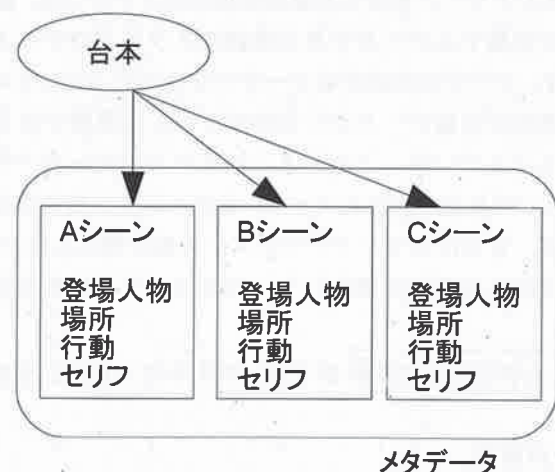 台本
Aシーン
登場人物
場所
行動
セリフ
Bシーン
登場人物
場所
行動
セリフ
Cシーン
登場人物
場所
行動
セリフ
メタデータ